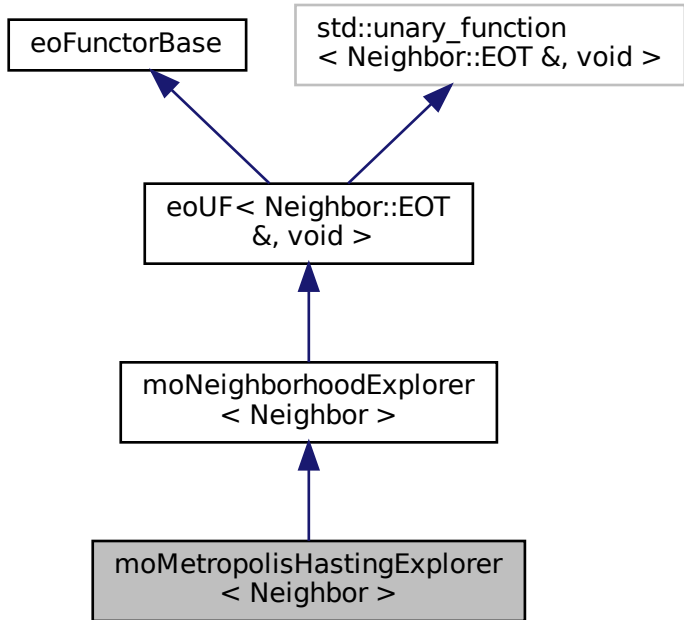 eoFunctorBase
std::unary_function
< Neighbor::EOT &, void >
eoUF< Neighbor::EOT
&, void >
moNeighborhoodExplorer
< Neighbor >
moMetropolisHastingExplorer
< Neighbor >